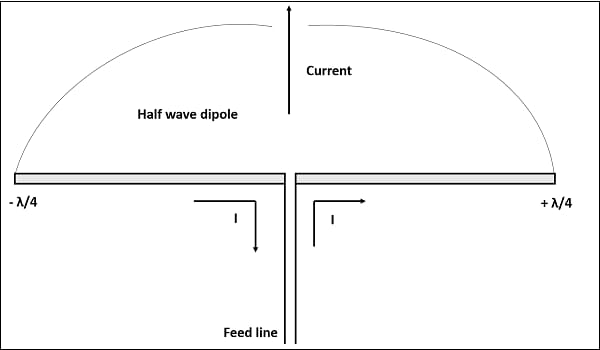 Current
Half wave dipole
- λ/4
+ λ/4
I
I
Feed line